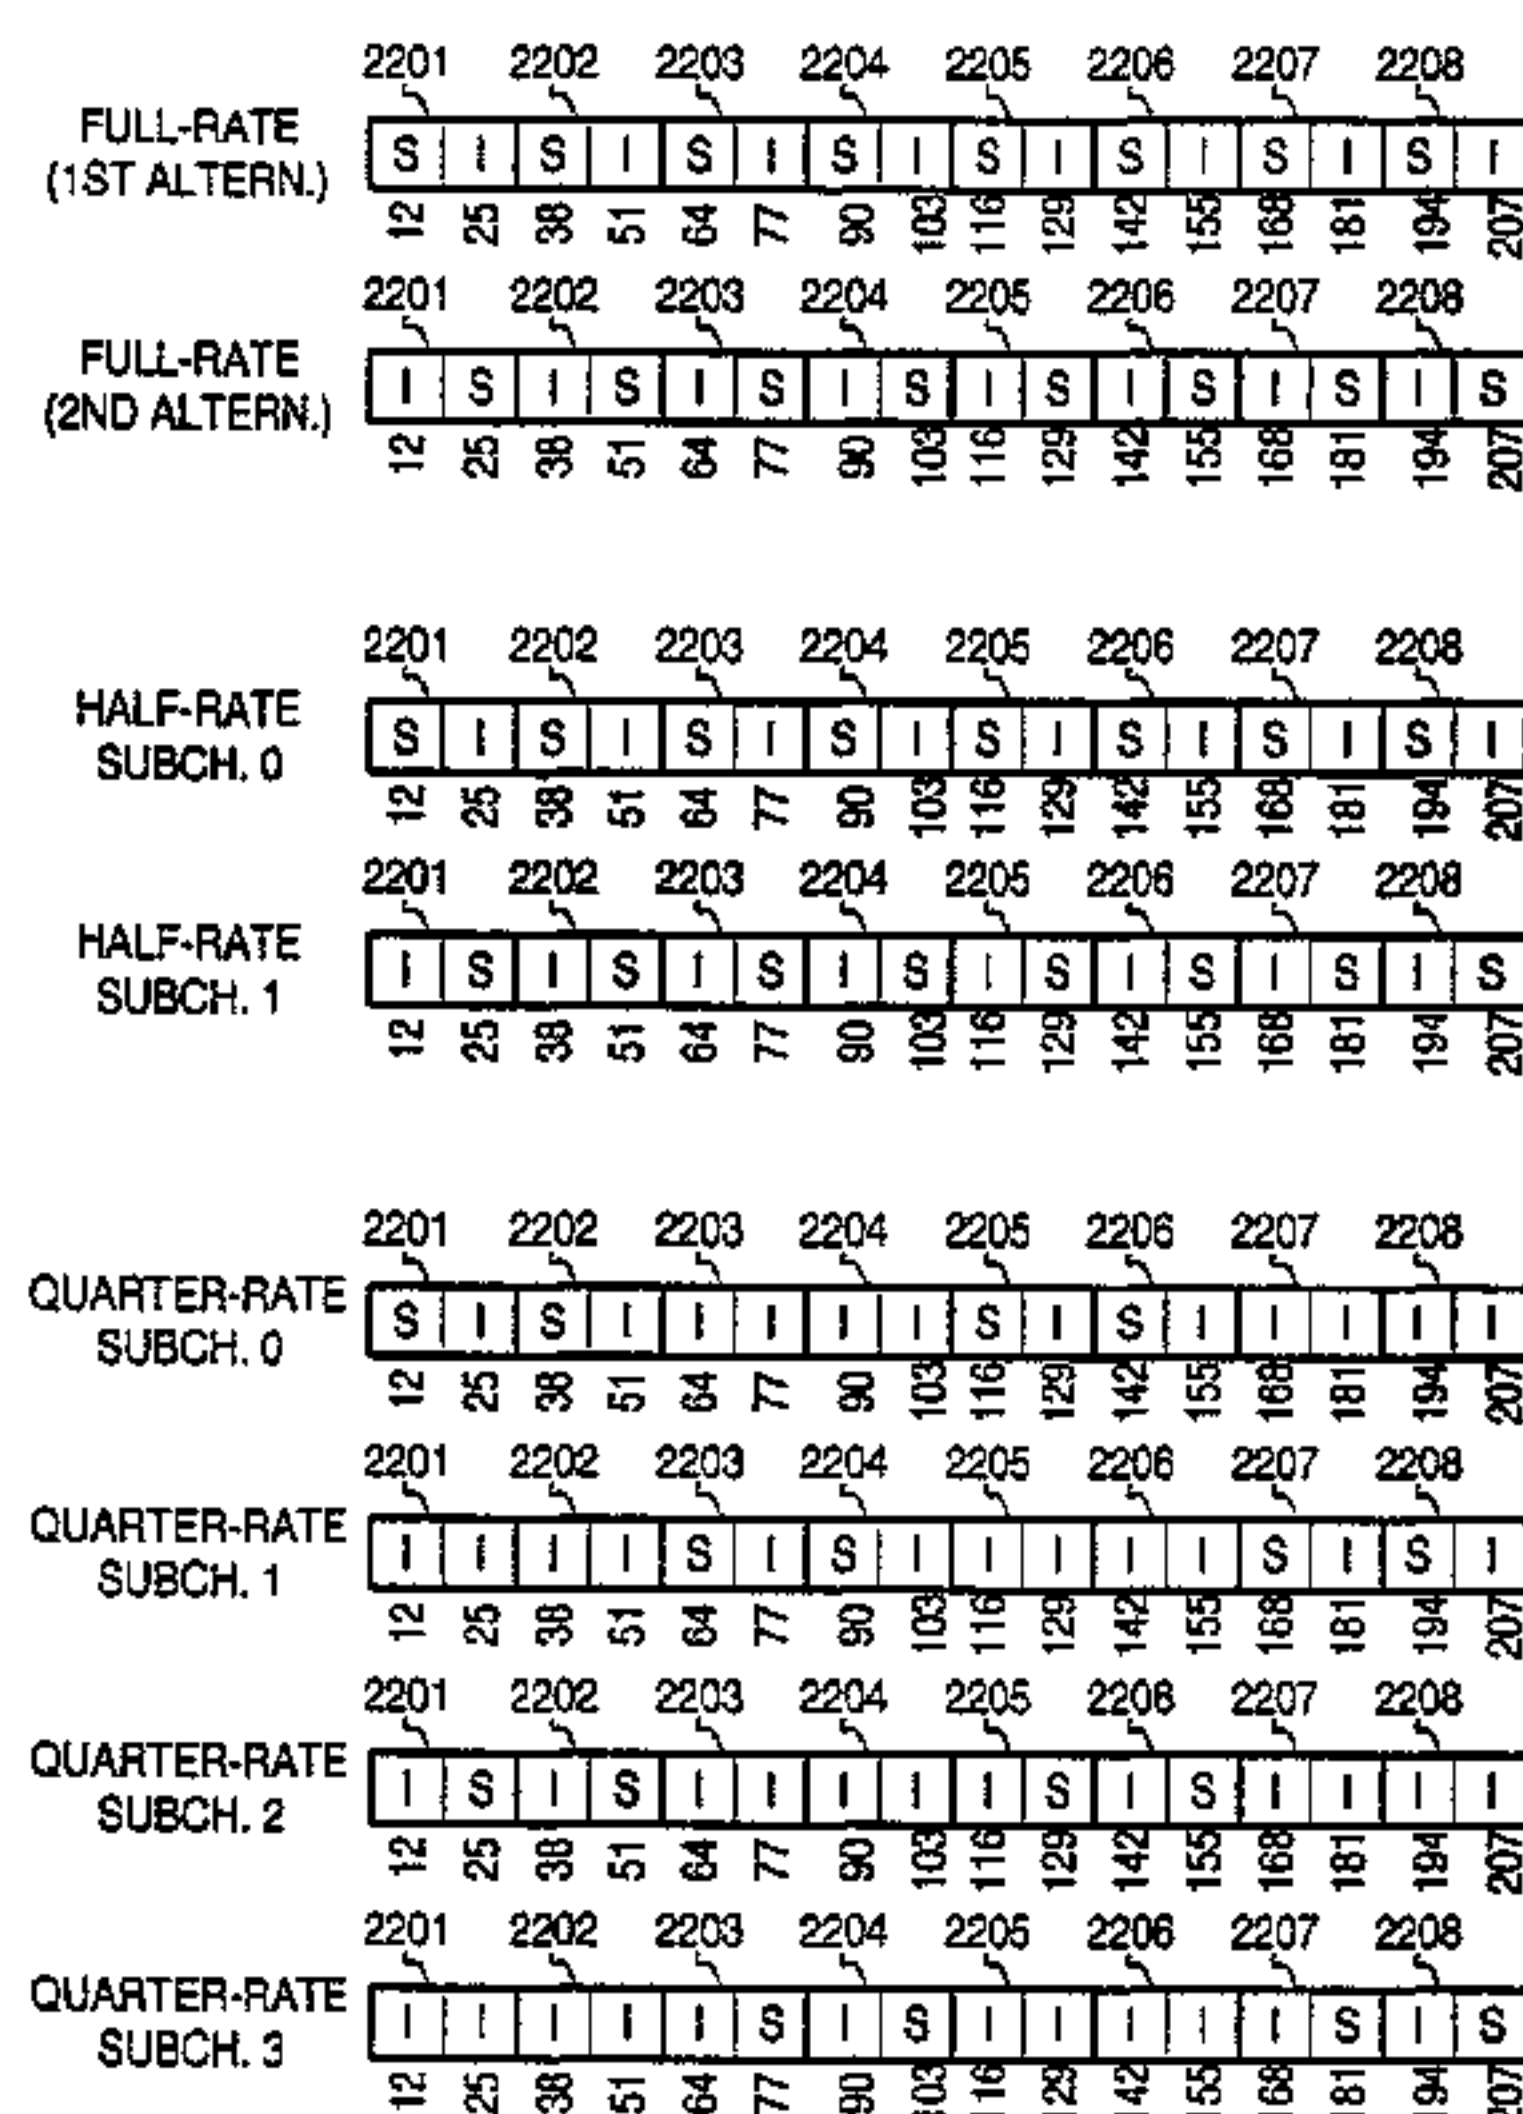 2201 2202 2203 2204 2205 2206 2207 2208
FULL-RATE
(1ST ALTERN.)
S I S I S I S I S I S I S I S I
12 25 38 51 64 77 90 103 116 129 142 155 168 181 194 207
2201 2202 2203 2204 2205 2206 2207 2208
FULL-RATE
(2ND ALTERN.)
I S I S I S I S I S I S I S I S
12 25 38 51 64 77 90 103 116 129 142 155 168 181 194 207
2201 2202 2203 2204 2205 2206 2207 2208
HALF-RATE
SUBCH. 0
S I S I S I S I S I S I S I S I
12 25 38 51 64 77 90 103 116 129 142 155 168 181 194 207
2201 2202 2203 2204 2205 2206 2207 2208
HALF-RATE
SUBCH. 1
I S I S I S I S I S I S I S I S
12 25 38 51 64 77 90 103 116 129 142 155 168 181 194 207
2201 2202 2203 2204 2205 2206 2207 2208
QUARTER-RATE
SUBCH. 0
S I S I I I I I S I S I I I I I
12 25 38 51 64 77 90 103 116 129 142 155 168 181 194 207
2201 2202 2203 2204 2205 2206 2207 2208
QUARTER-RATE
SUBCH. 1
I I I I S I S I I I I I S I S I
12 25 38 51 64 77 90 103 116 129 142 155 168 181 194 207
2201 2202 2203 2204 2205 2206 2207 2208
QUARTER-RATE
SUBCH. 2
I S I S I I I I I S I S I I I I
12 25 38 51 64 77 90 103 116 129 142 155 168 181 194 207
2201 2202 2203 2204 2205 2206 2207 2208
QUARTER-RATE
SUBCH. 3
I I I I I S I S I I I I I S I S
12 25 38 51 64 77 90 103 116 129 142 155 168 181 194 207